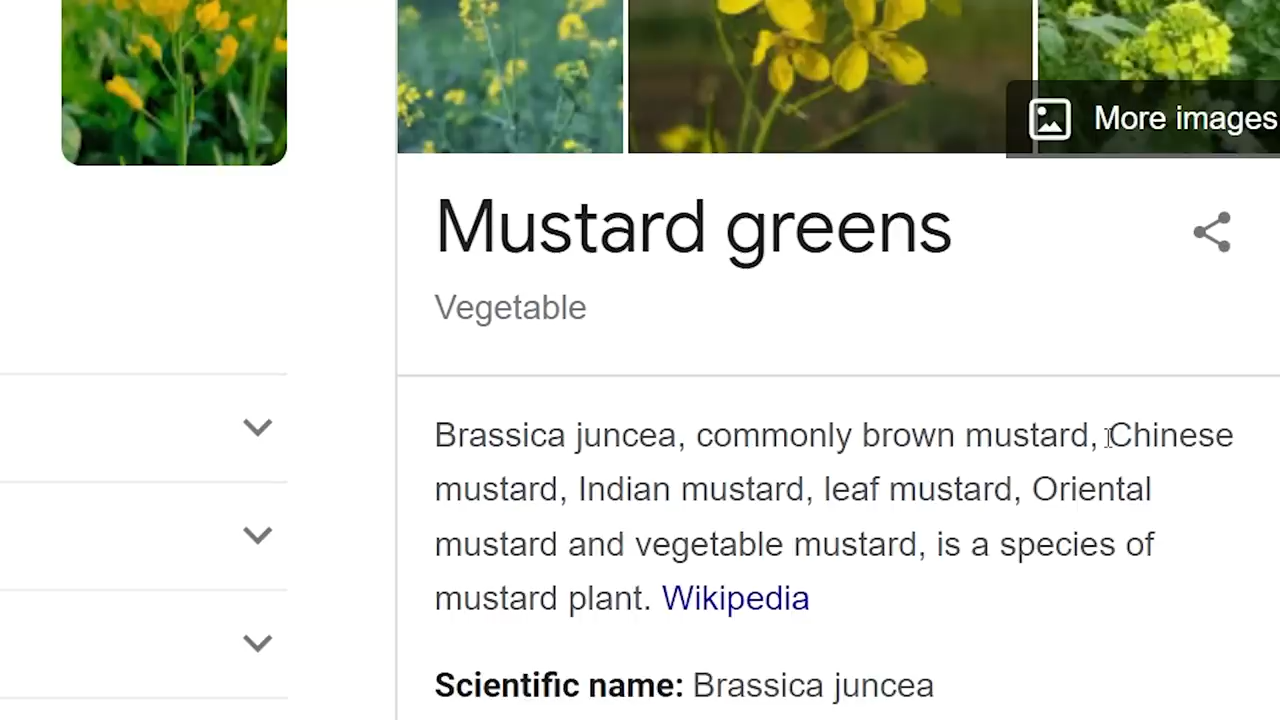 More images
Mustard greens
Vegetable
Brassica juncea, commonly brown mustard, Chinese
mustard, Indian mustard, leaf mustard, Oriental
mustard and vegetable mustard, is a species of
mustard plant. Wikipedia
Scientific name: Brassica juncea